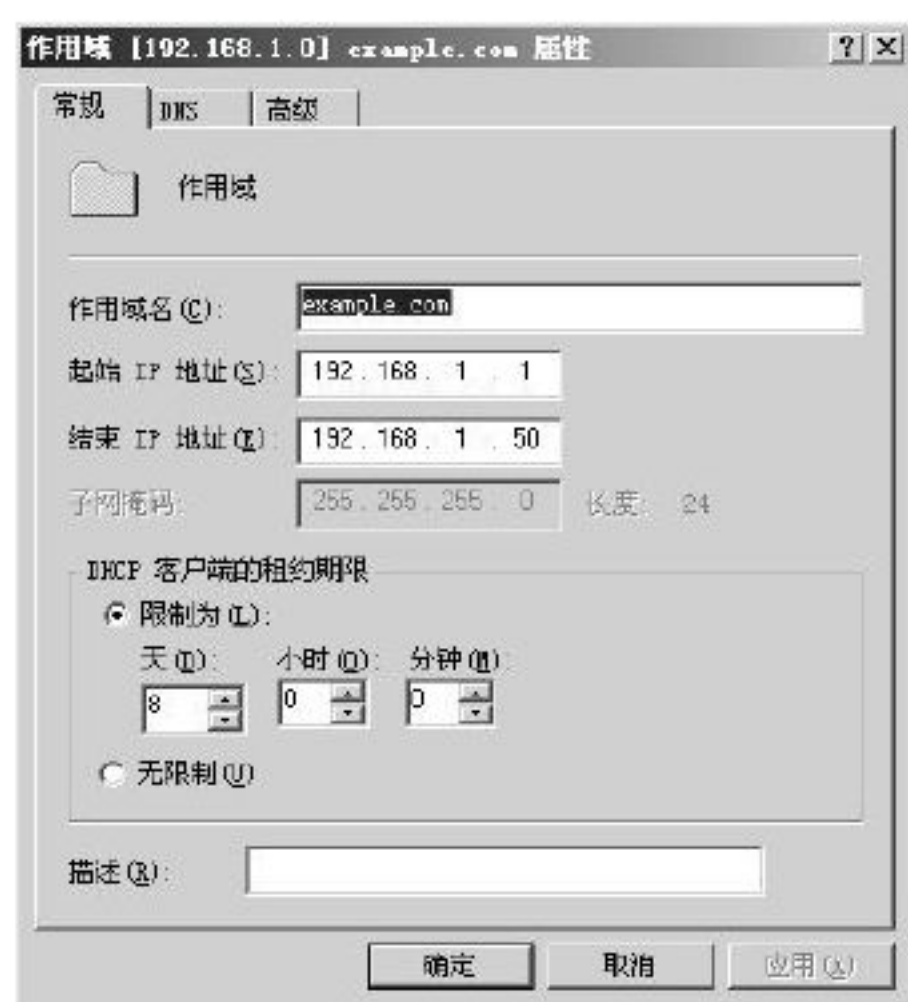 作用域 [192.168.1.0] example.com 属性
常规 DNS 高级
作用域
作用域名(C): example.com
起始 IP 地址(S): 192.168.1.1
结束 IP 地址(E): 192.168.1.50
子网掩码: 255.255.255.0 长度: 24
DHCP 客户端的租约期限
限制为(L):
天(D): 小时(O): 分钟(M):
8 0 0
无限制(U)
描述(R):
确定 取消 应用(A)